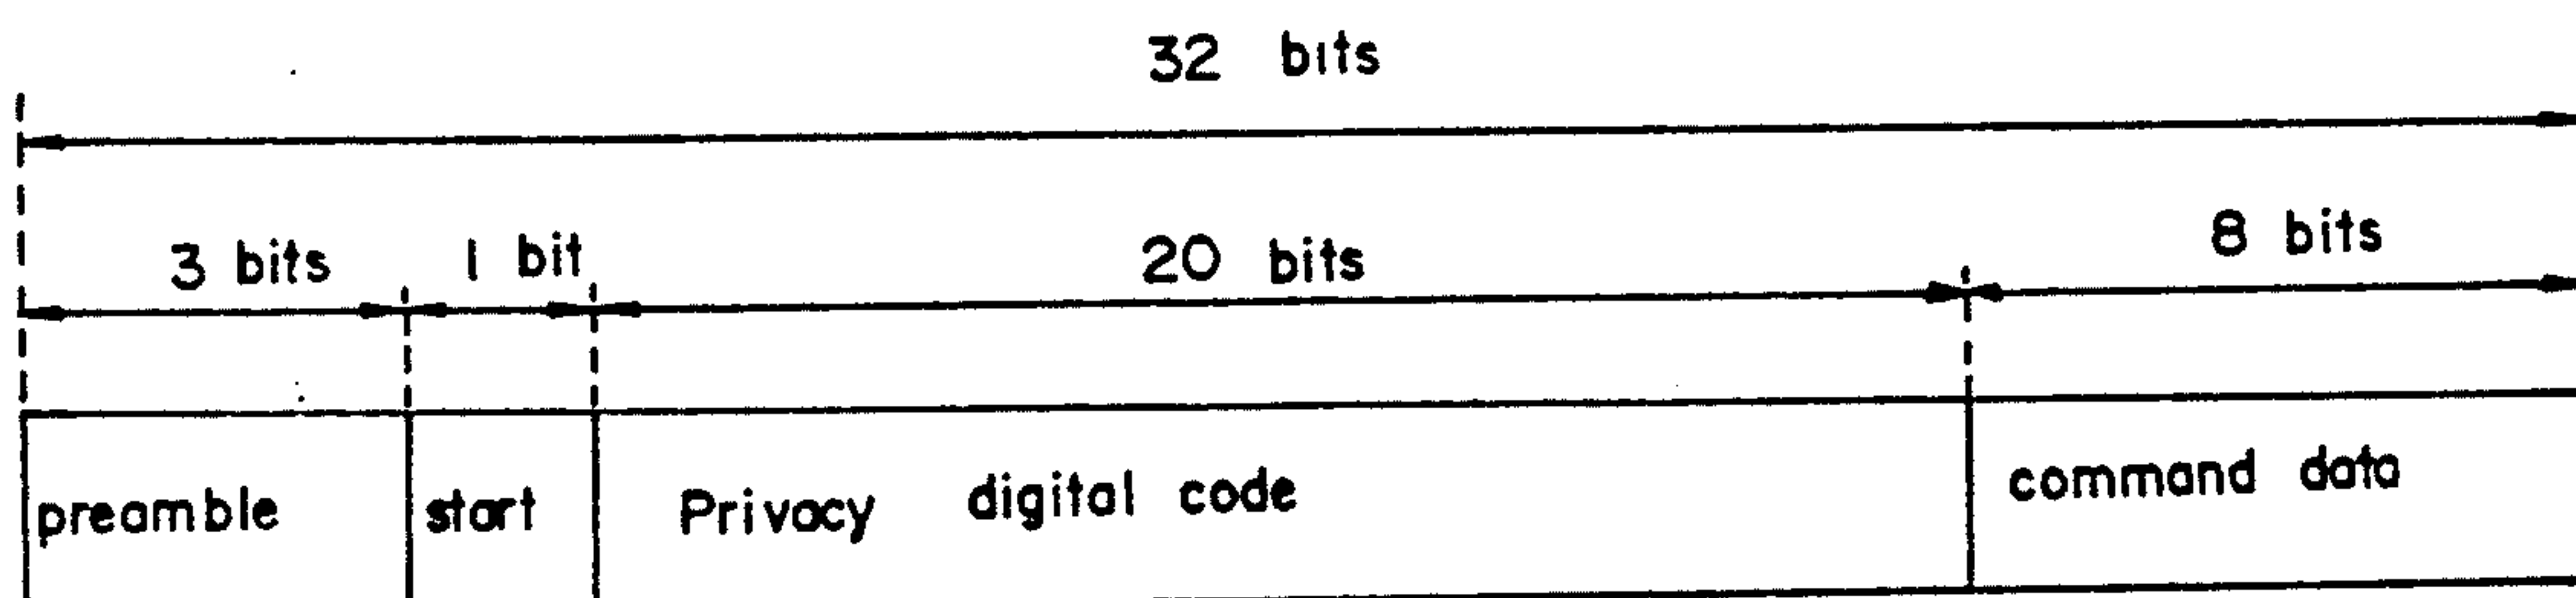 32 bits
3 bits 1 bit 20 bits 8 bits
preamble start Privacy digital code command data